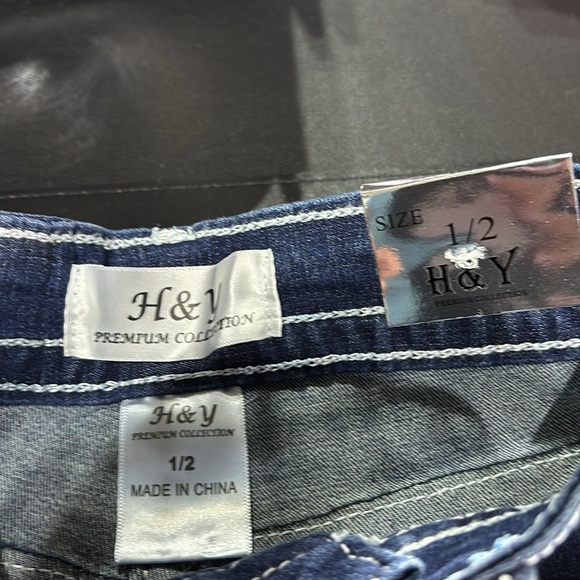 SIZE 1/2
H&Y
PREMIUM COLLECTION
H&Y
PREMIUM COLLECTION
H&Y
PREMIUM COLLECTION
1/2
MADE IN CHINA